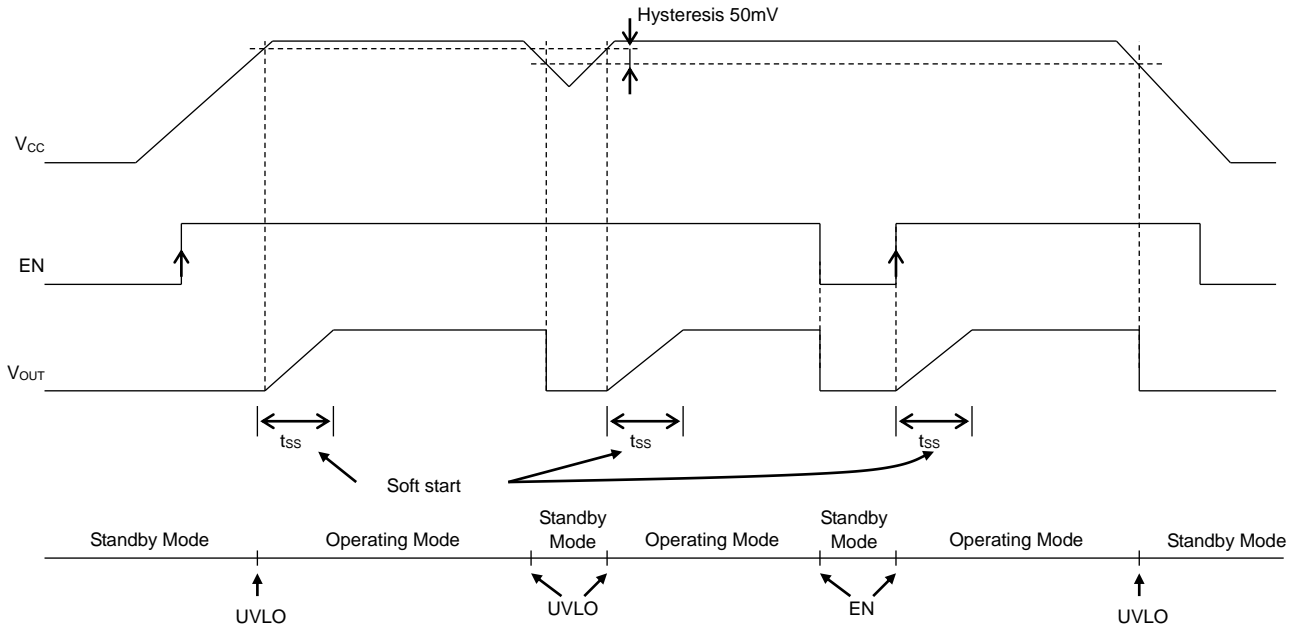 Hysteresis 50mV
VCC
EN
VOUT
tSS
tSS
tSS
Soft start
Standby Mode
Operating Mode
Standby
Mode
Operating Mode
Standby
Mode
Operating Mode
Standby Mode
UVLO
UVLO
EN
UVLO